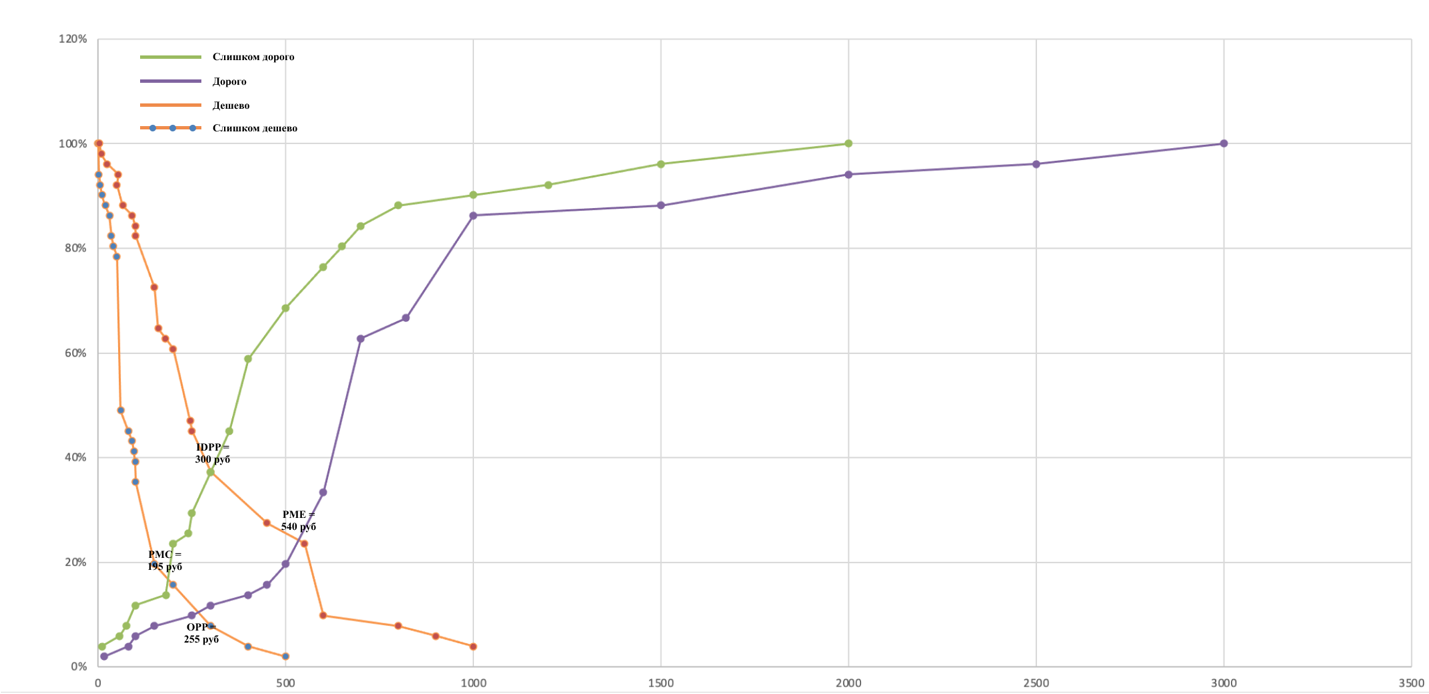 120%
Слишком дорого
Дорого
Дешево
Слишком дешево
100%
80%
60%
IDPP =
300 руб
40%
PME =
540 руб
PMC =
195 руб
20%
OPP =
255 руб
0%
0 500 1000 1500 2000 2500 3000 3500